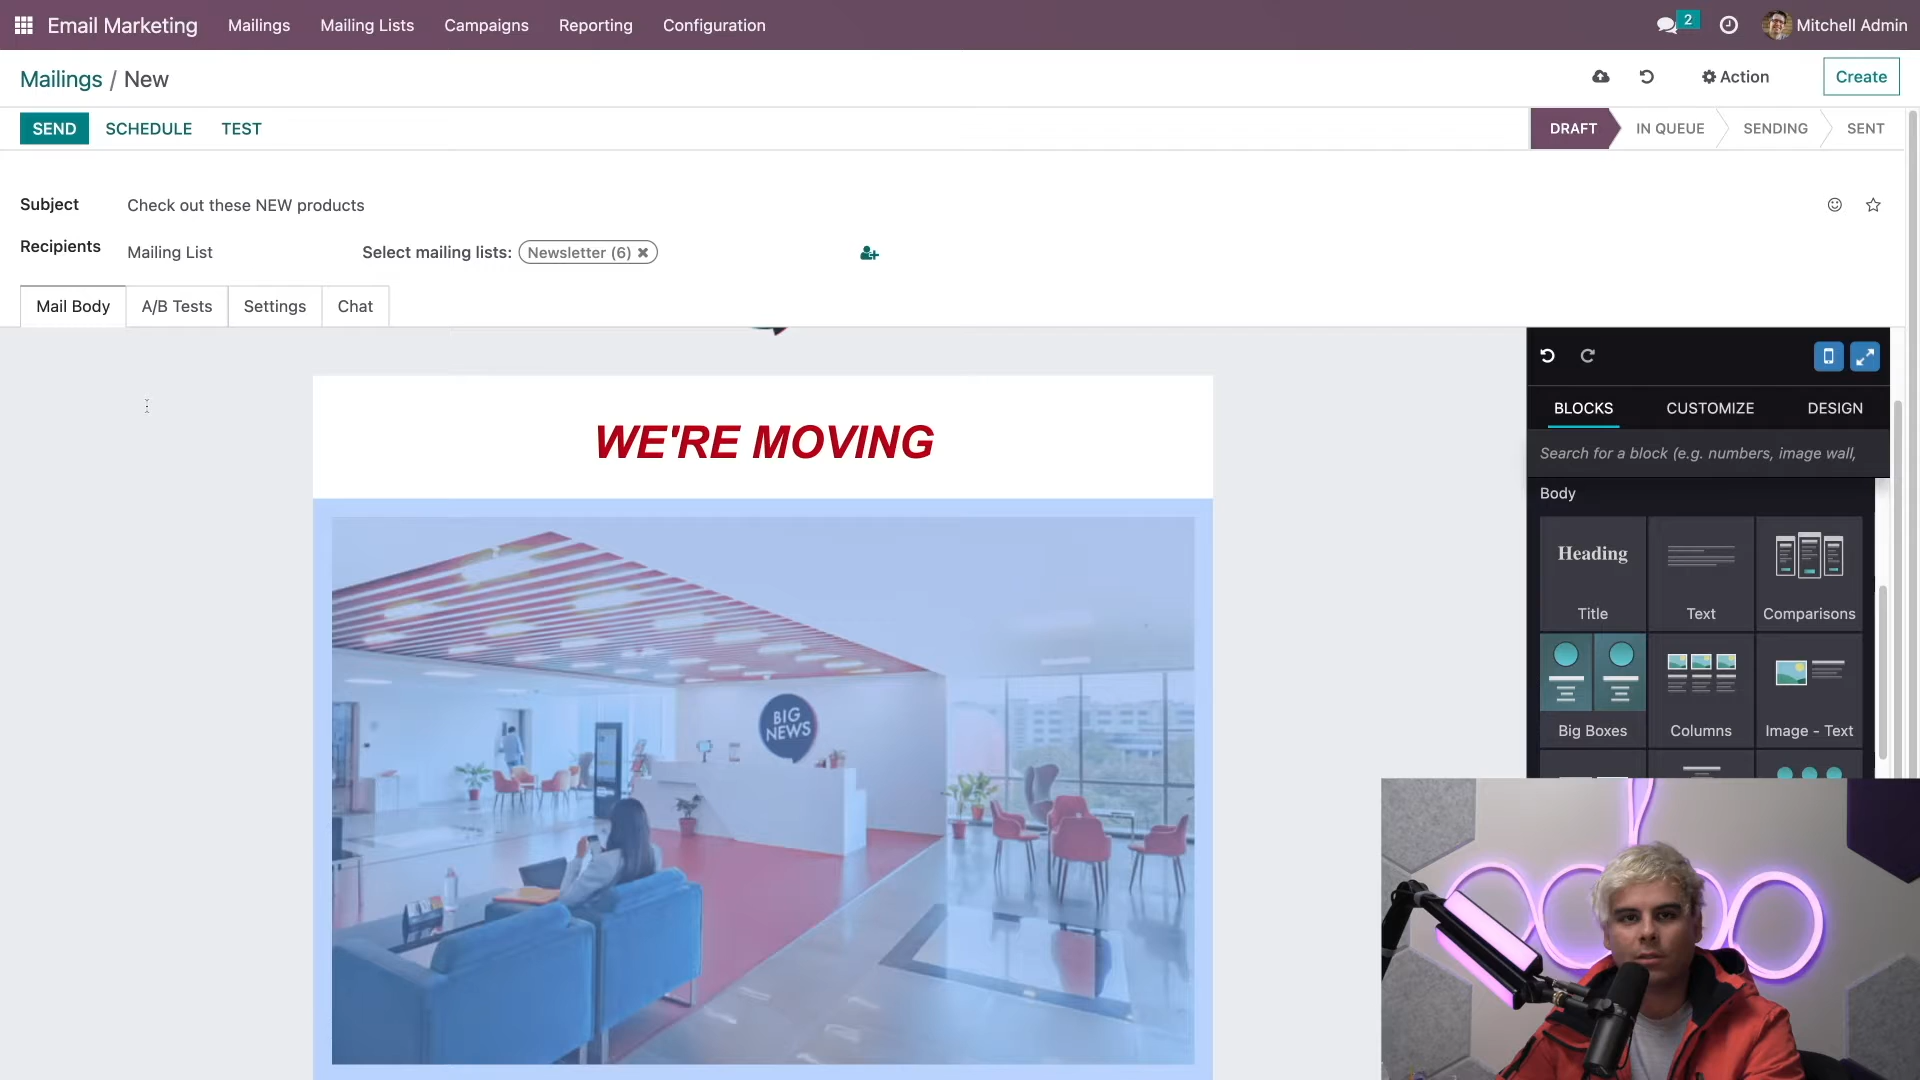 Email Marketing Mailings Mailing Lists Campaigns Reporting Configuration 2 Mitchell Admin
Mailings / New Action Create
SEND SCHEDULE TEST DRAFT IN QUEUE SENDING SENT
Subject Check out these NEW products
Recipients Mailing List Select mailing lists: Newsletter (6)
Mail Body A/B Tests Settings Chat
BLOCKS CUSTOMIZE DESIGN
Search for a block (e.g. numbers, image wall,
WE'RE MOVING
Body
Heading
Title Text Comparisons
Big Boxes Columns Image - Text
BIG
NEWS
odoo